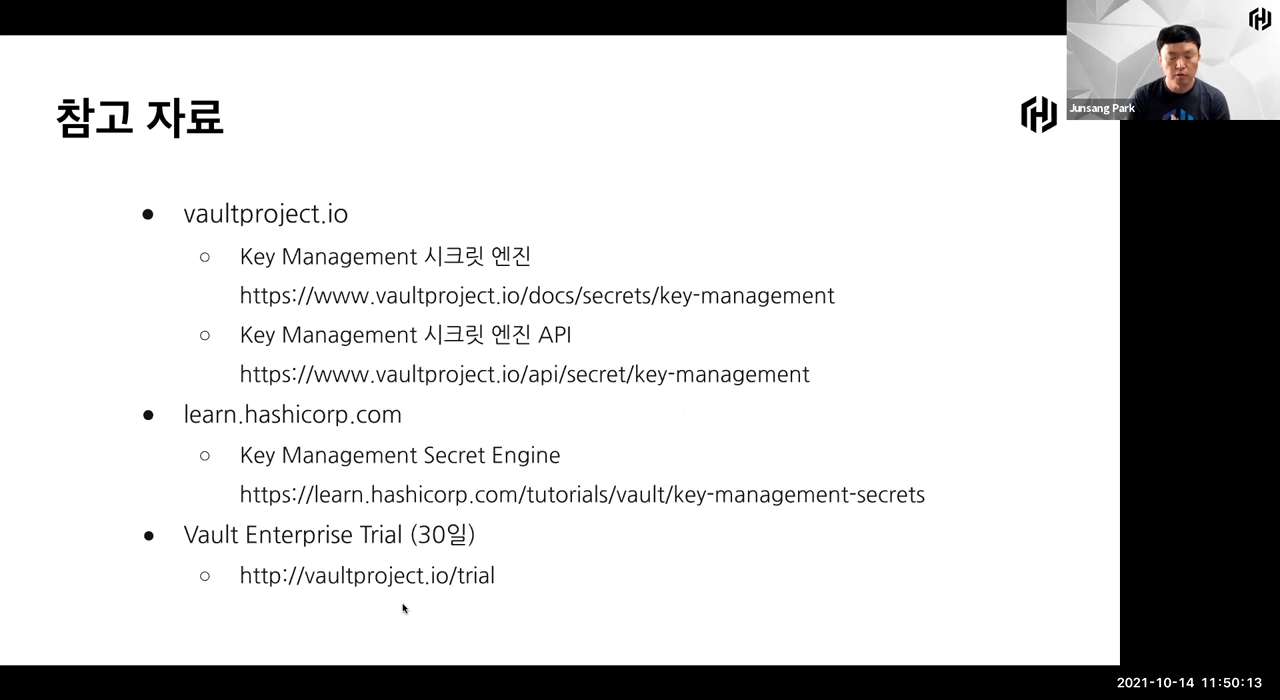 Junsang Park
참고 자료
● vaultproject.io
○ Key Management 시크릿 엔진
https://www.vaultproject.io/docs/secrets/key-management
○ Key Management 시크릿 엔진 API
https://www.vaultproject.io/api/secret/key-management
● learn.hashicorp.com
○ Key Management Secret Engine
https://learn.hashicorp.com/tutorials/vault/key-management-secrets
● Vault Enterprise Trial (30일)
○ http://vaultproject.io/trial
2021-10-14 11:50:13